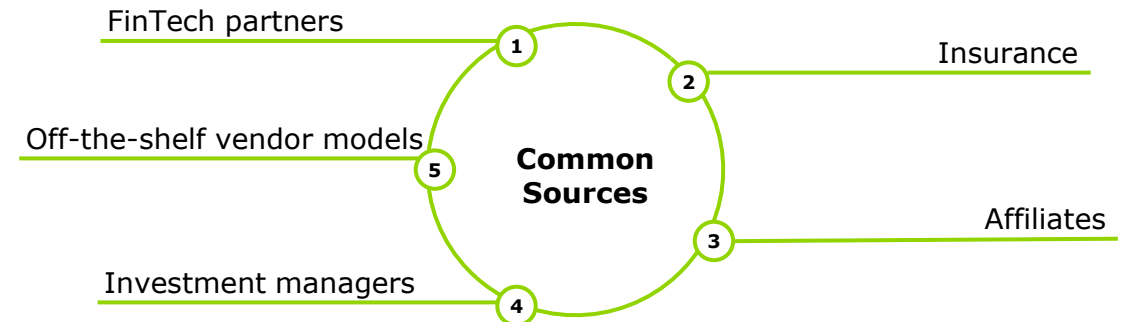 FinTech partners
1
Insurance
2
Off-the-shelf vendor models
5
Common
Sources
Affiliates
3
Investment managers
4